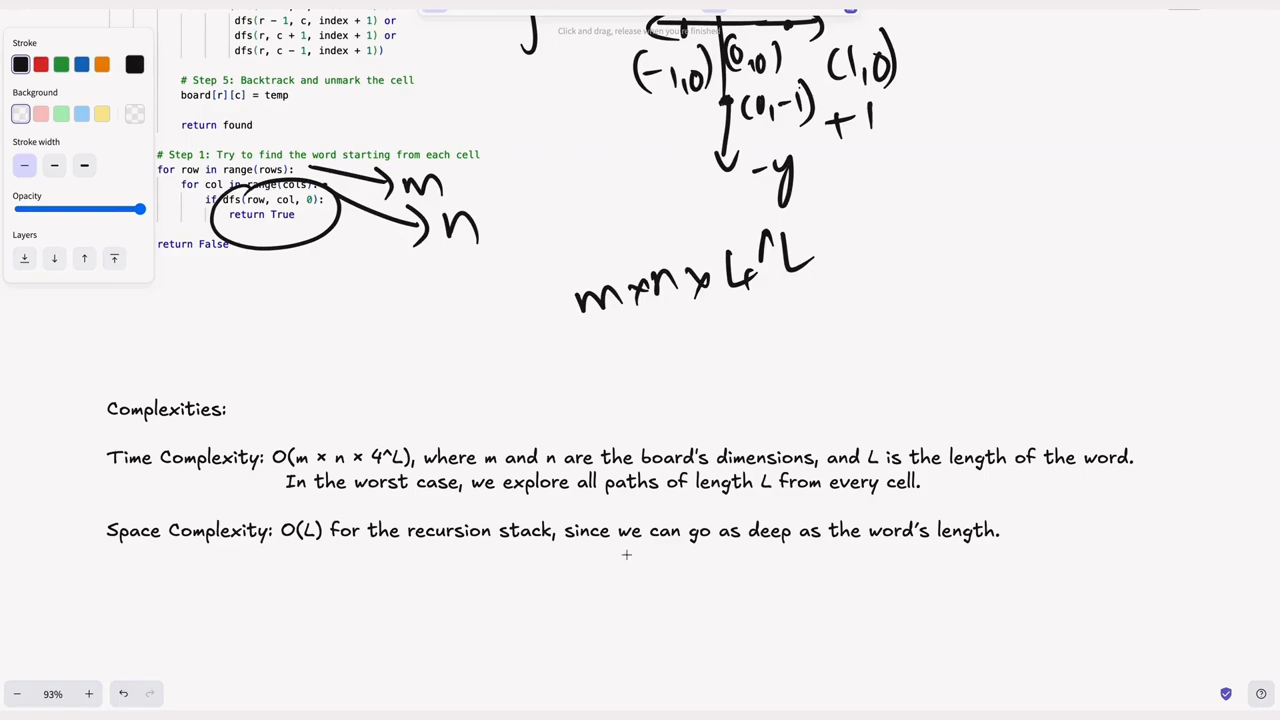 dfs(r - 1, c, index + 1) or
dfs(r, c + 1, index + 1) or
dfs(r, c - 1, index + 1))
# Step 5: Backtrack and unmark the cell
board[r][c] = temp
return found
# Step 1: Try to find the word starting from each cell
for row in range(rows):
for col in range(cols):
if dfs(row, col, 0):
return True
return False
Click and drag, release when you're finished
Stroke
Background
Stroke width
Opacity
Layers
(-1,0)
(0,0)
(1,0)
(0,-1)
+1
-y
m
n
m×n×4^L
Complexities:
Time Complexity: O(m × n × 4^L), where m and n are the board's dimensions, and L is the length of the word.
In the worst case, we explore all paths of length L from every cell.
Space Complexity: O(L) for the recursion stack, since we can go as deep as the word's length.
93%